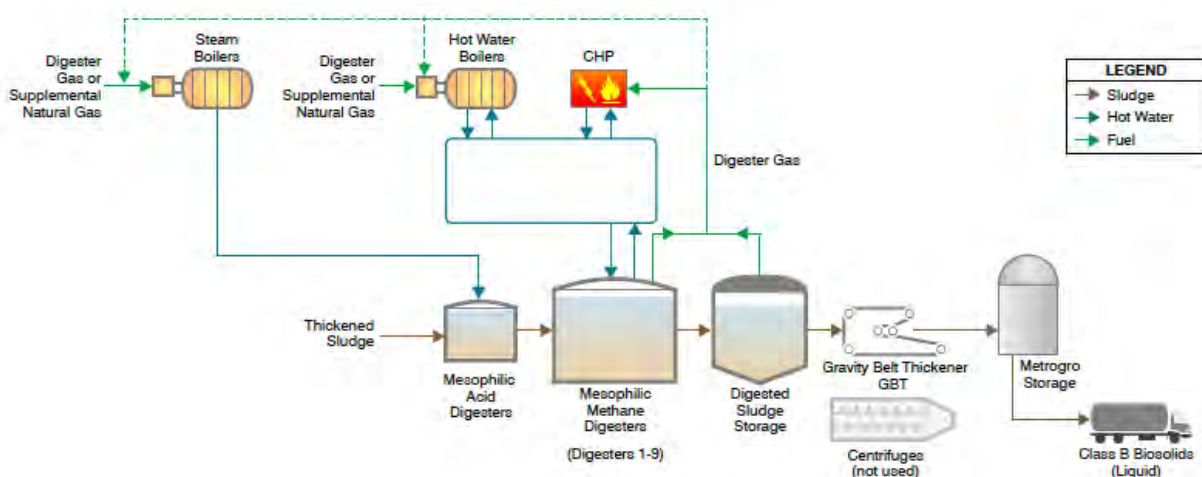 Steam
Boilers
Hot Water
Boilers
CHP
Digester
Gas or
Supplemental
Natural Gas
Digester
Gas or
Supplemental
Natural Gas
LEGEND
Sludge
Hot Water
Fuel
Digester Gas
Thickened
Sludge
Mesophilic
Acid
Digesters
Mesophilic
Methane
Digesters
(Digesters 1-9)
Digested
Sludge
Storage
Gravity Belt Thickener
GBT
Centrifuges
(not used)
Metrogro
Storage
Class B Biosolids
(Liquid)